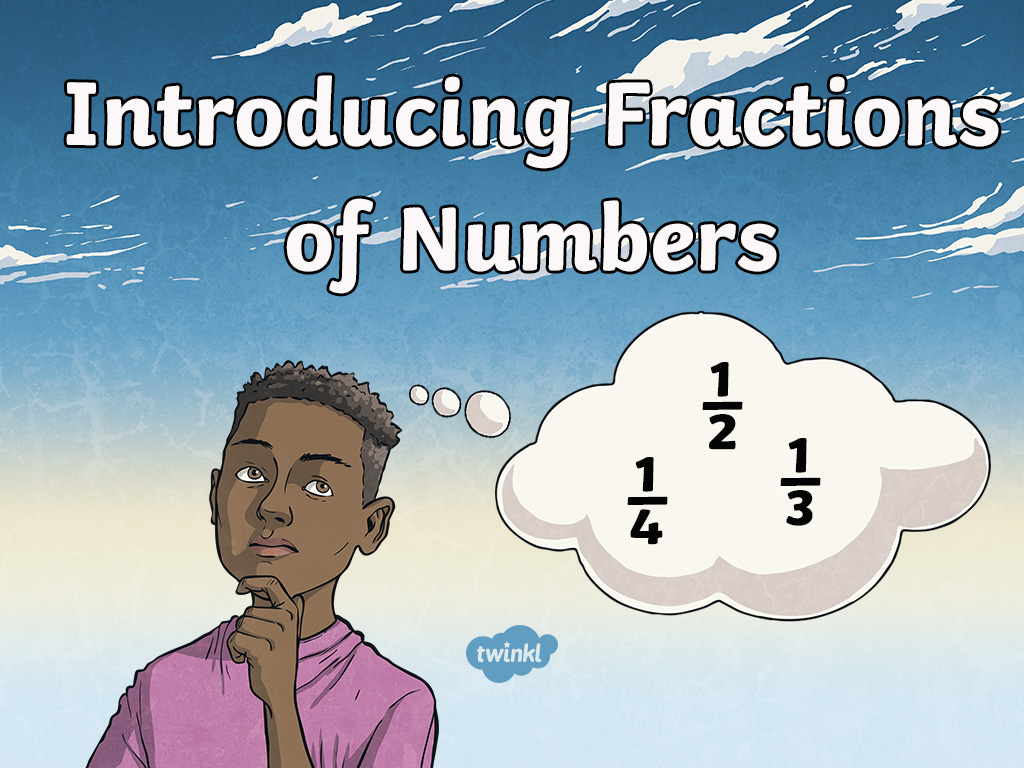 Introducing Fractions
of Numbers
1/2
1/4
1/3
twinkl